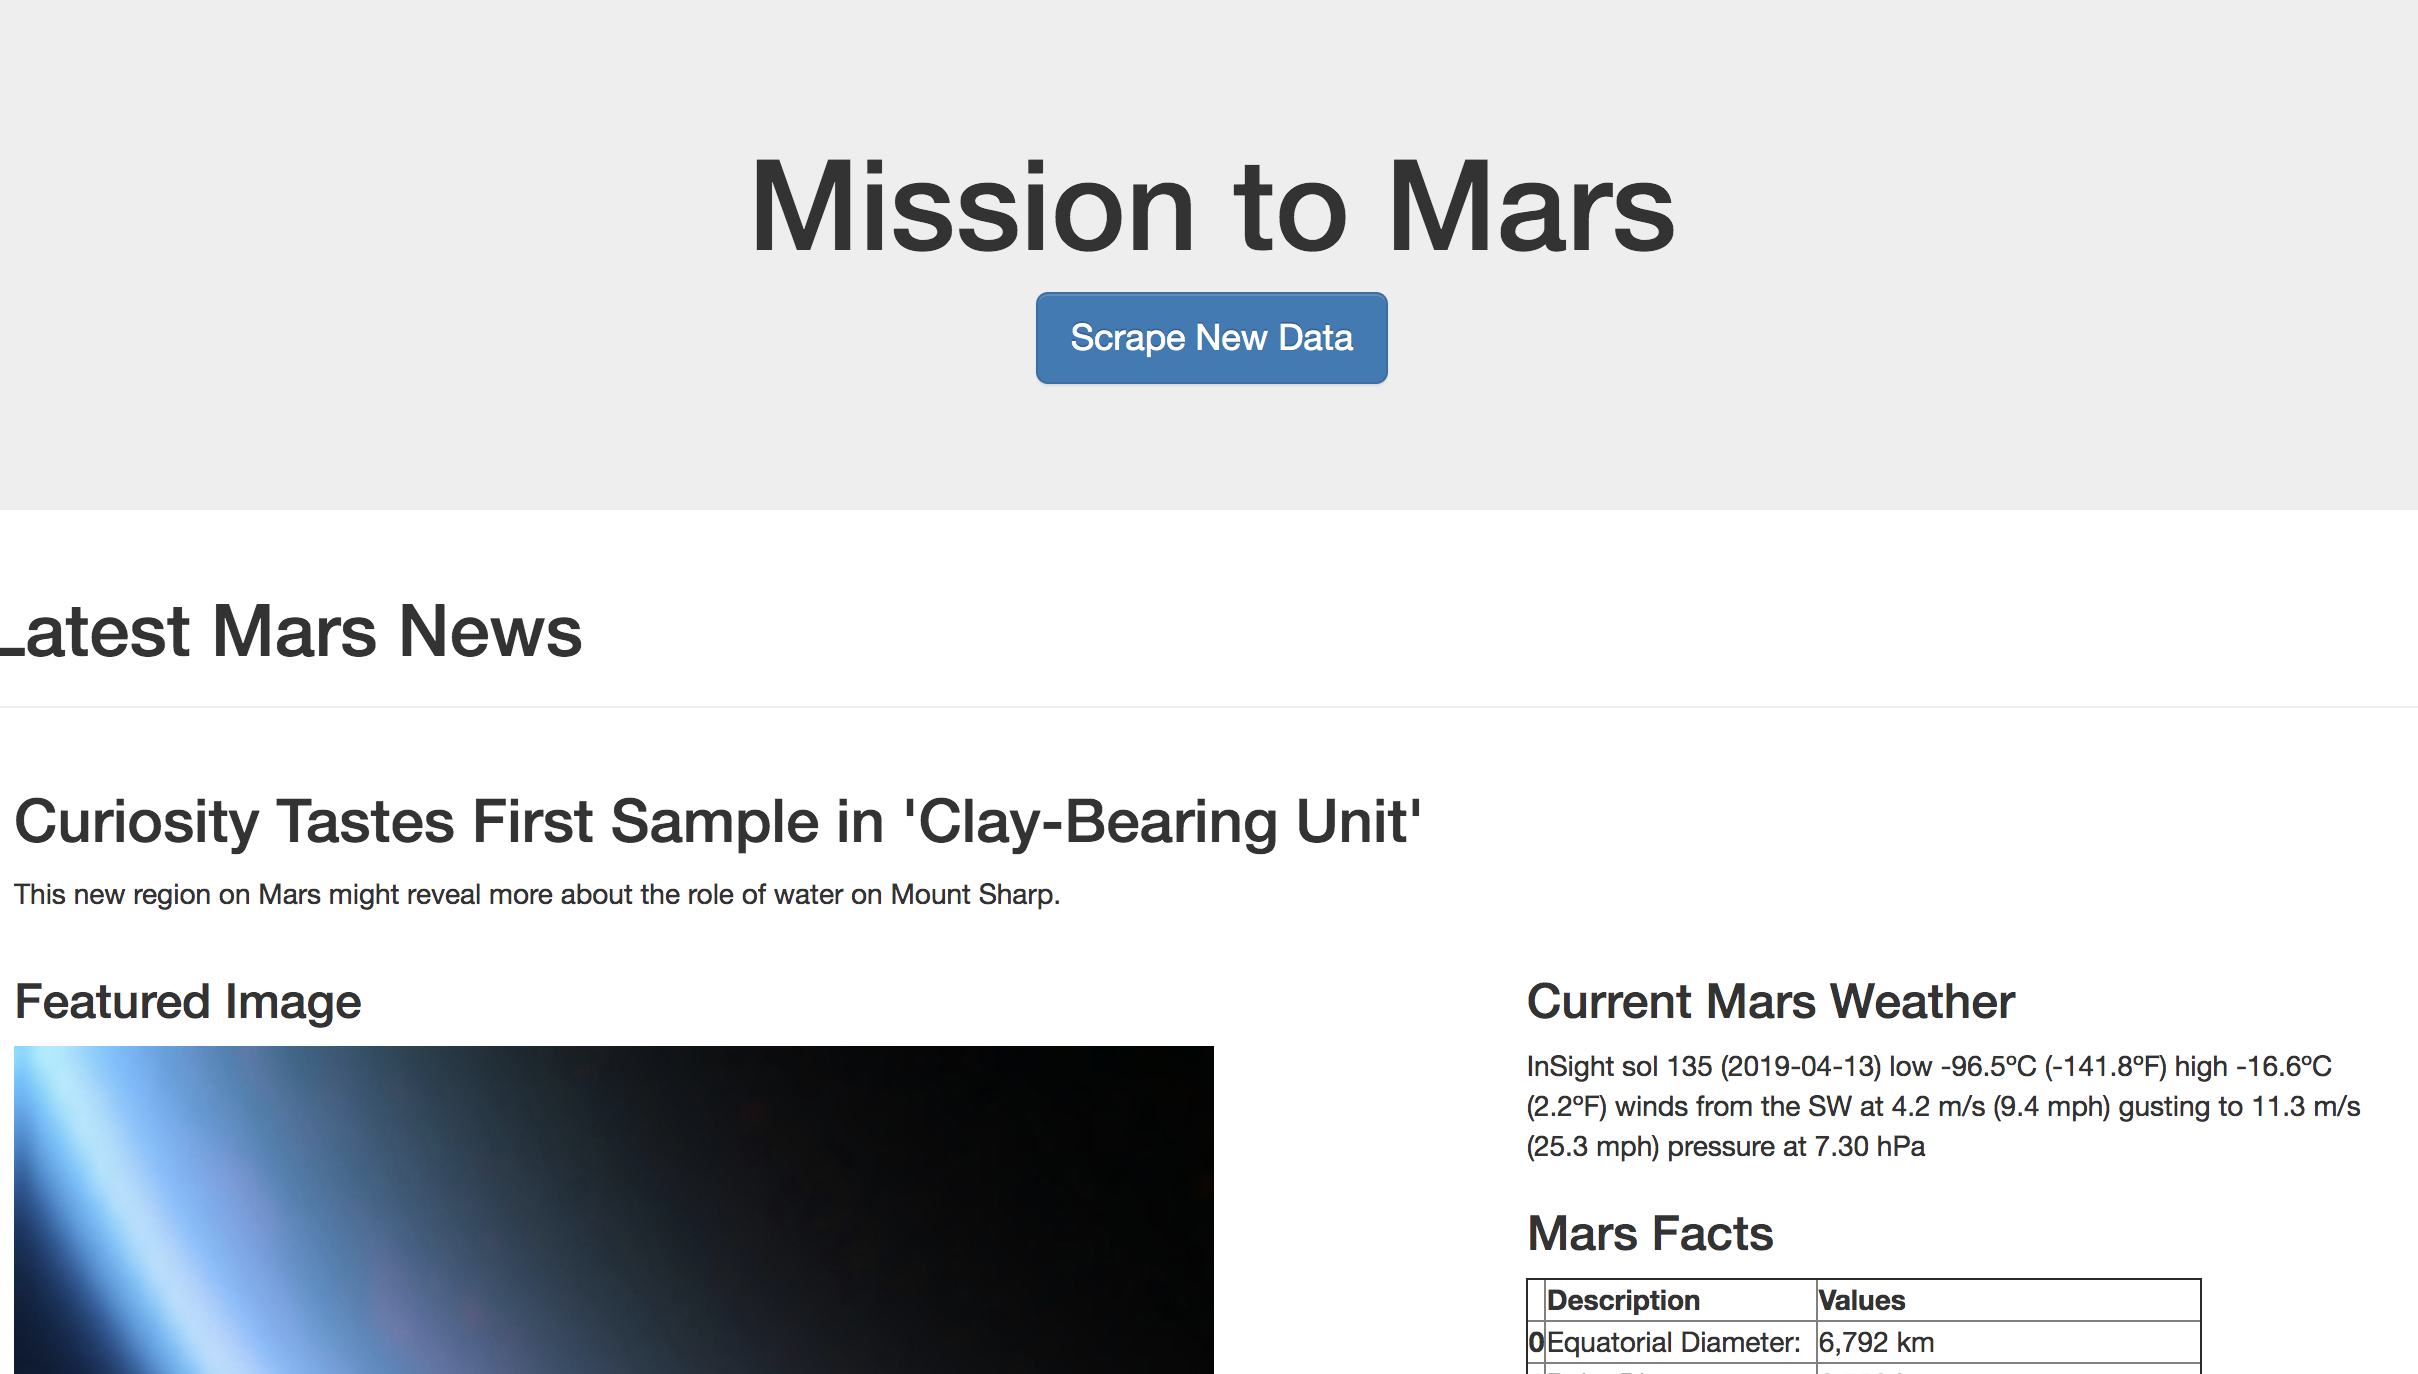 Mission to Mars
Scrape New Data
Latest Mars News
Curiosity Tastes First Sample in 'Clay-Bearing Unit'
This new region on Mars might reveal more about the role of water on Mount Sharp.
Featured Image
Current Mars Weather
InSight sol 135 (2019-04-13) low -96.5ºC (-141.8ºF) high -16.6ºC
(2.2ºF) winds from the SW at 4.2 m/s (9.4 mph) gusting to 11.3 m/s
(25.3 mph) pressure at 7.30 hPa
Mars Facts
Description Values
0 Equatorial Diameter: 6,792 km